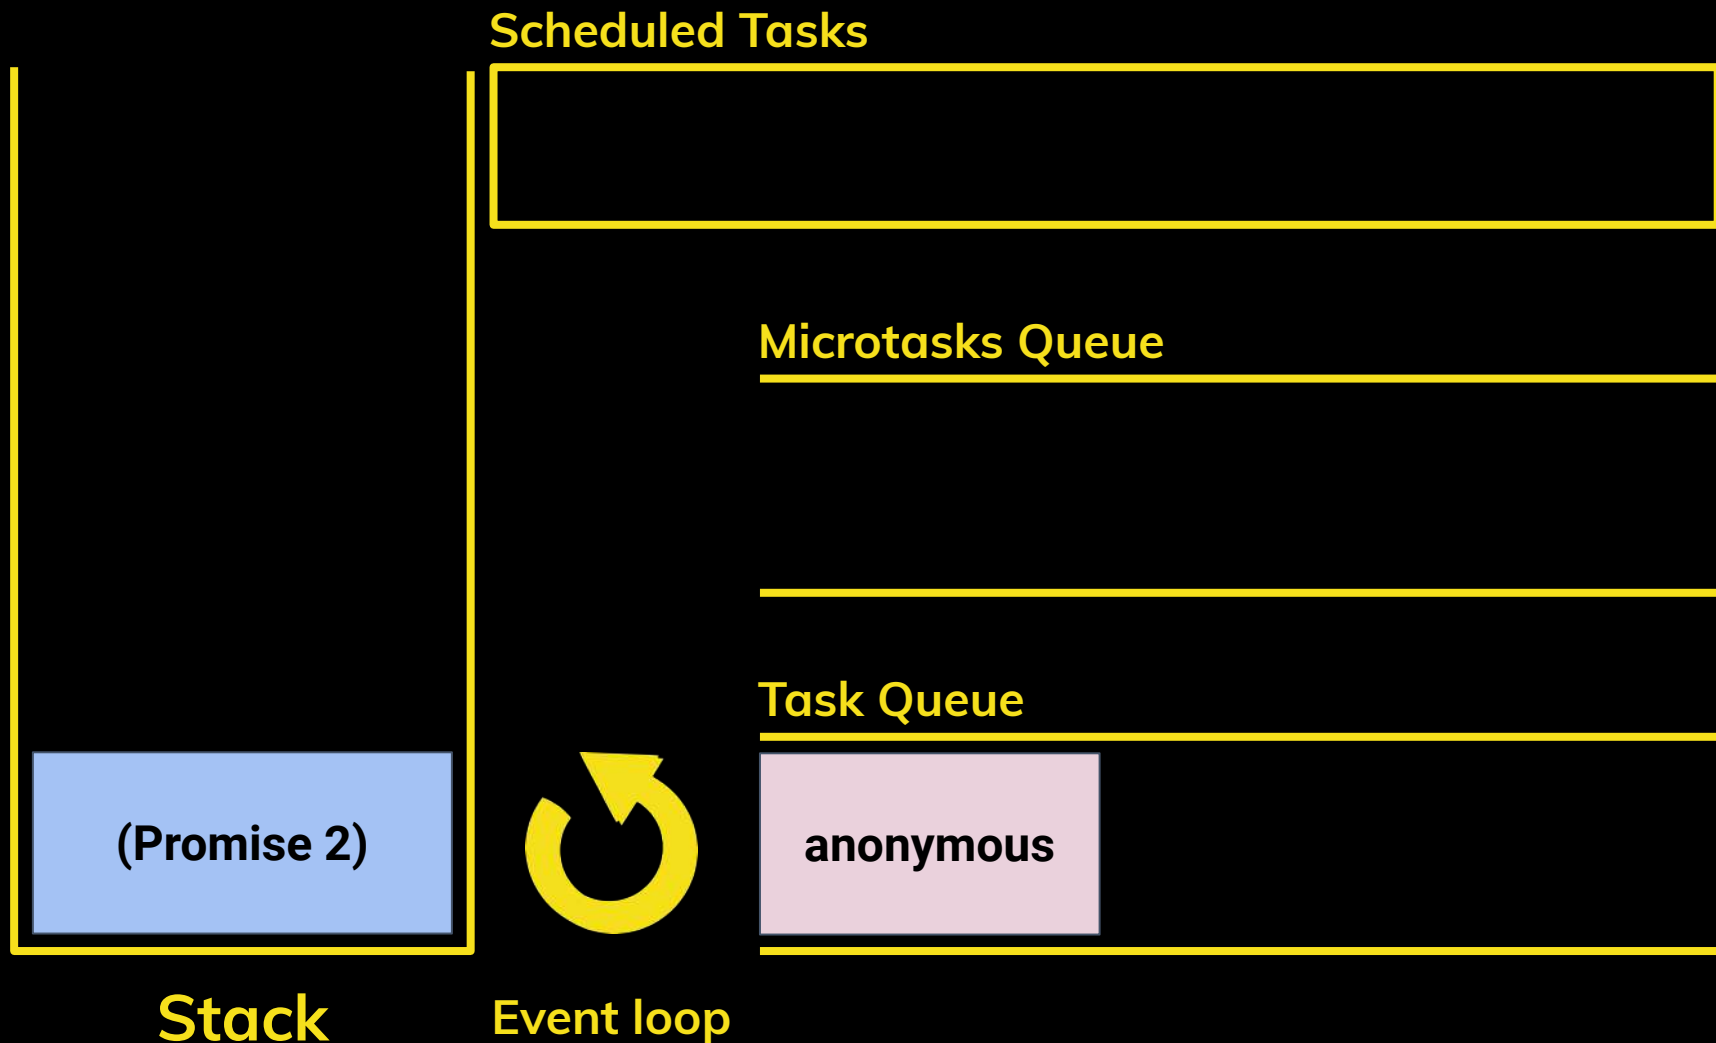 Scheduled Tasks
Microtasks Queue
Task Queue
(Promise 2)
anonymous
Stack
Event loop